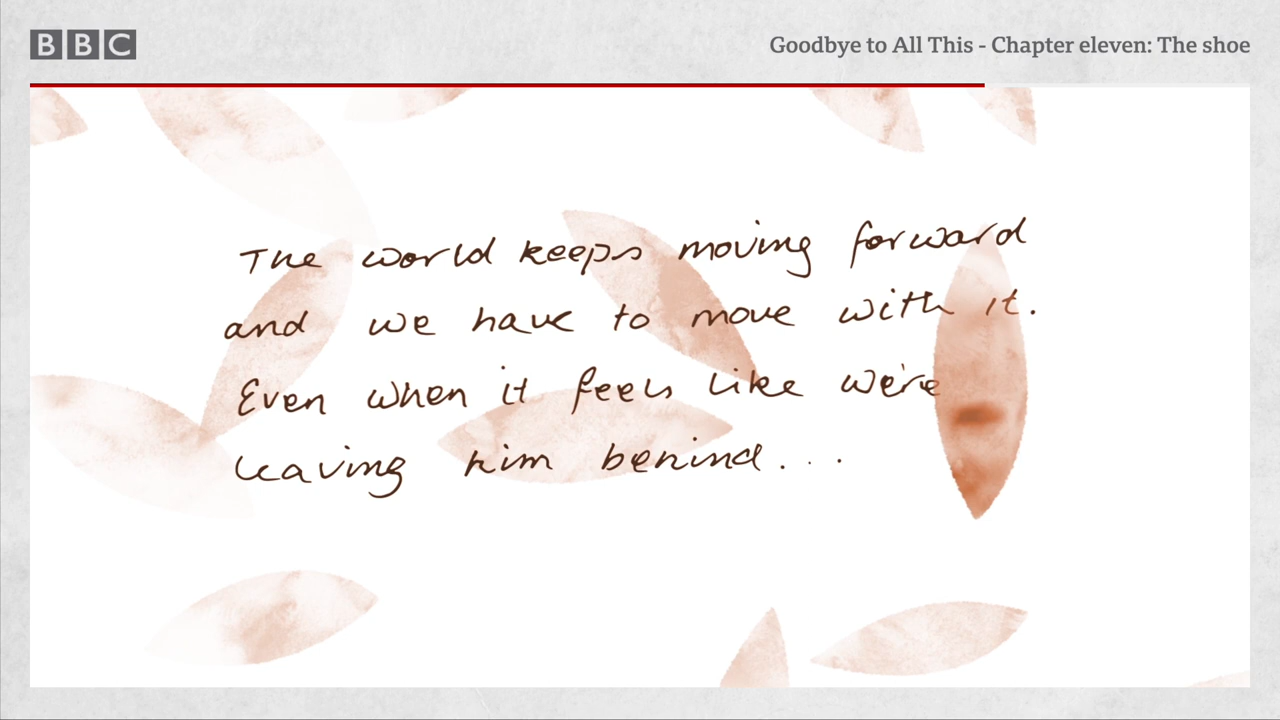 BBC
Goodbye to All This - Chapter eleven: The shoe
The world keeps moving forward
and we have to move with it.
Even when it feels like we're
leaving him behind...